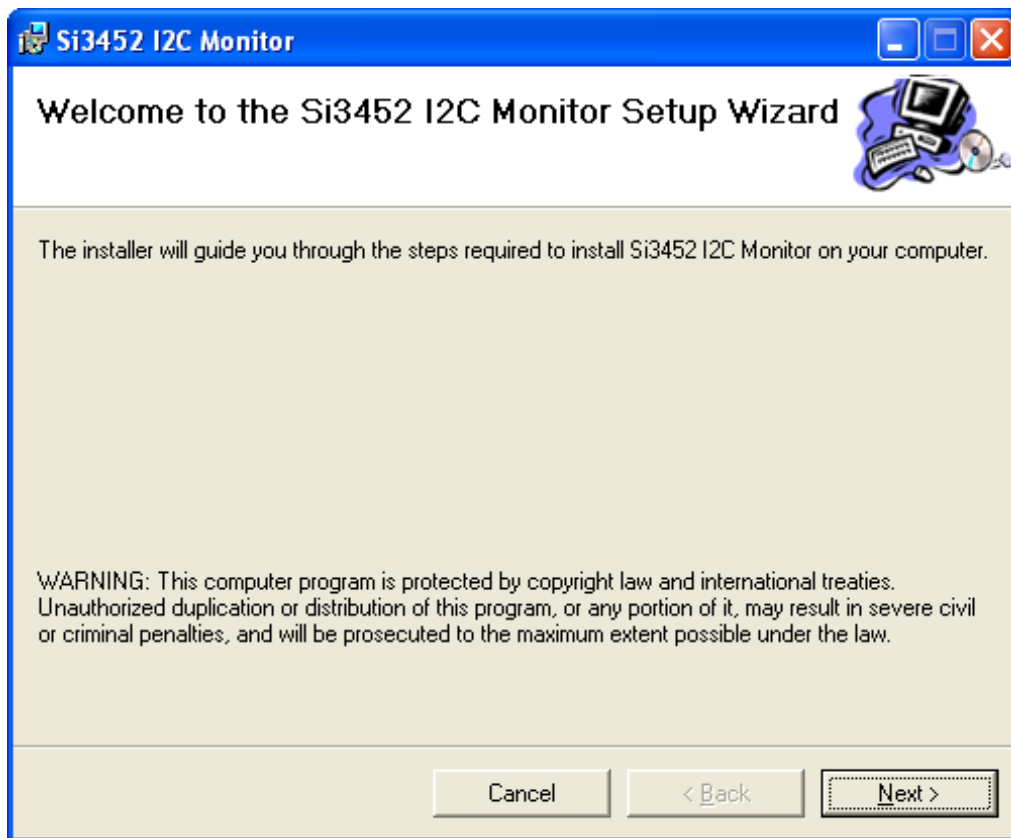 Si3452 I2C Monitor
Welcome to the Si3452 I2C Monitor Setup Wizard
The installer will guide you through the steps required to install Si3452 I2C Monitor on your computer.
WARNING: This computer program is protected by copyright law and international treaties.
Unauthorized duplication or distribution of this program, or any portion of it, may result in severe civil
or criminal penalties, and will be prosecuted to the maximum extent possible under the law.
Cancel < Back Next >